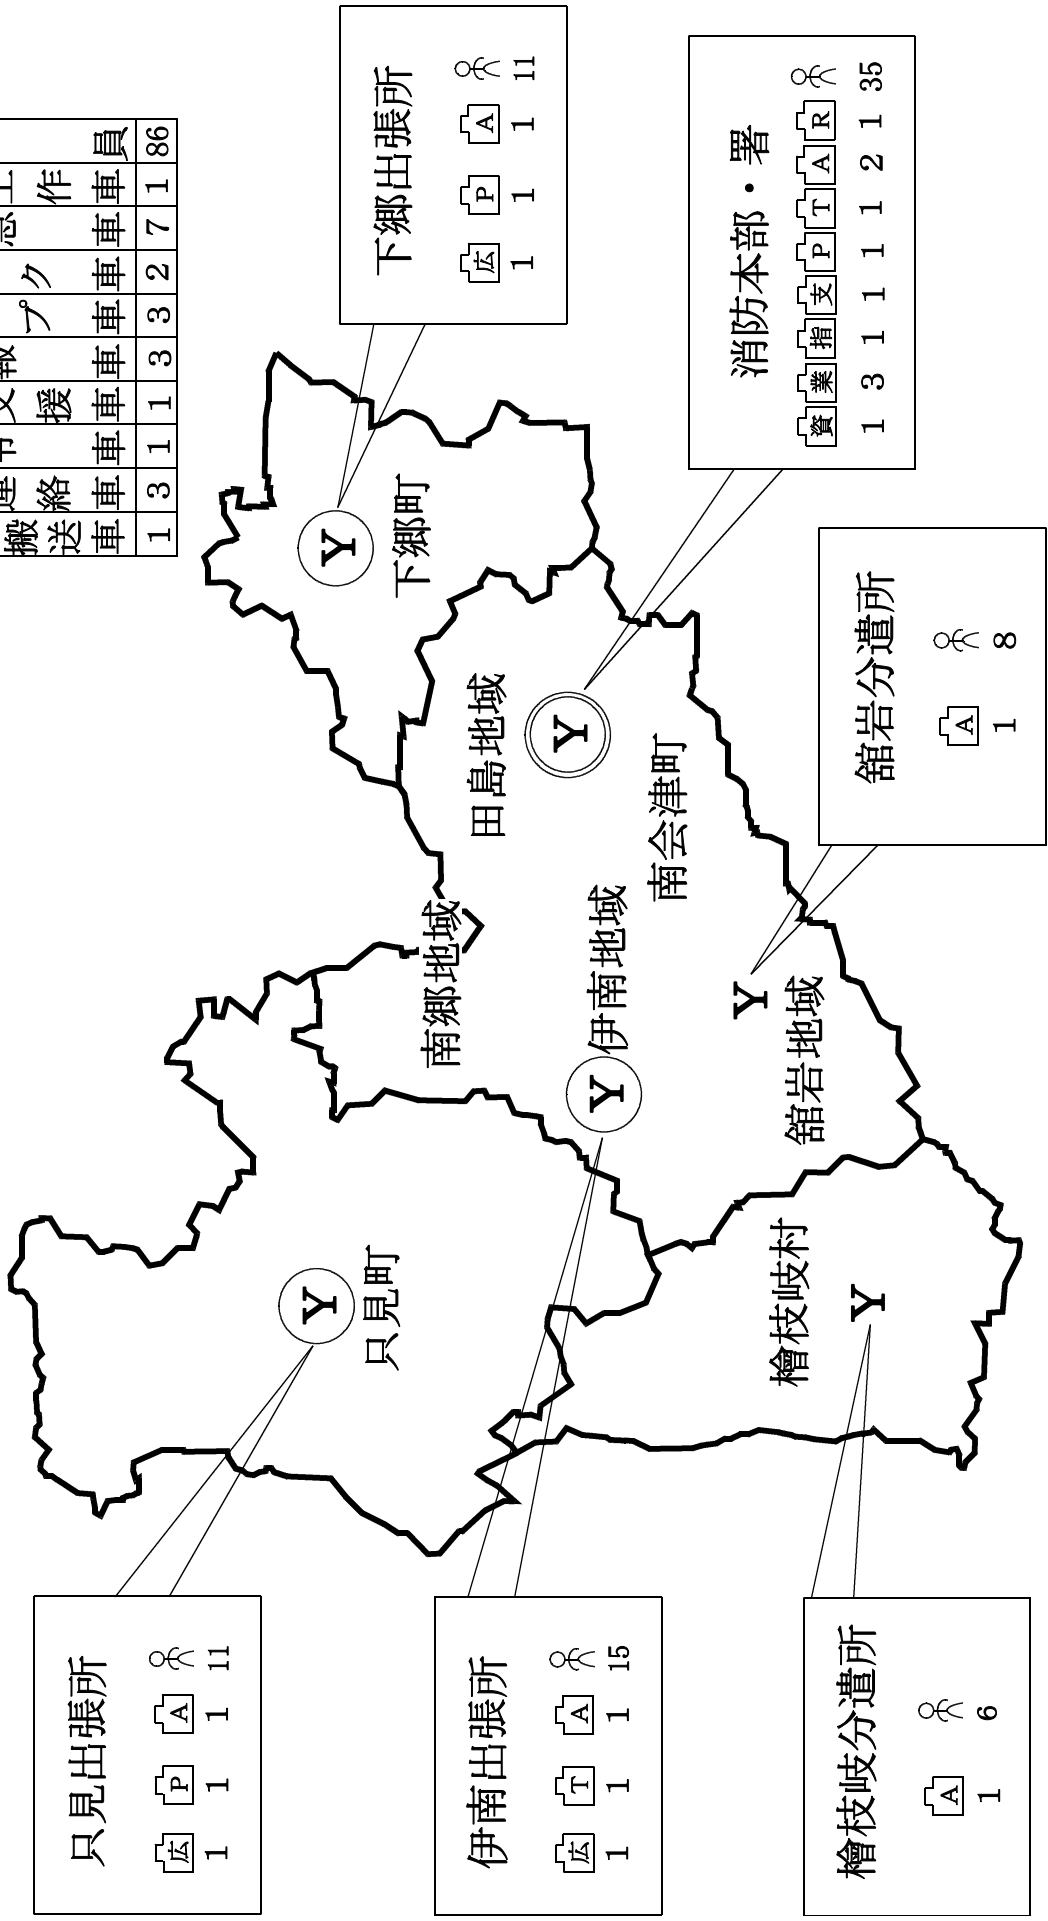 搬送車
絡車
車
援車
車
プ車
ク車
車
作車
員
1 3 1 1 3 3 2 7 1 86
只見出張所
広 P A
1 1 1 11
下郷出張所
広 P A
1 1 1 11
Y
只見町
Y
下郷町
南郷地域
田島地域
Y
伊南出張所
広 T A
1 1 1 15
Y
伊南地域
南会津町
消防本部・署
資 業 指 支 P T A R
1 3 1 1 1 1 2 1 35
Y
舘岩地域
檜枝岐村
Y
檜枝岐分遣所
A
1 6
舘岩分遣所
A
1 8